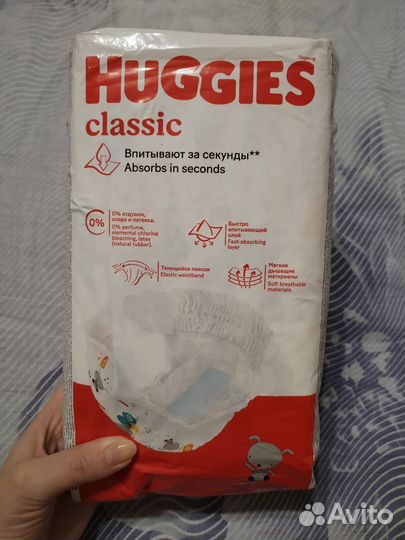 HUGGIES
classic
Впитывают за секунды**
Absorbs in seconds
0%
0% отдушек,
хлора и латекса.
0% perfume,
elemental chlorine
bleaching, latex
(natural rubber).
Быстро
впитывающий
слой
Fast-absorbing
layer
Тянущийся поясок
Elastic waistband
Мягкие
дышащие
материалы
Soft breathable
materials.
Avito